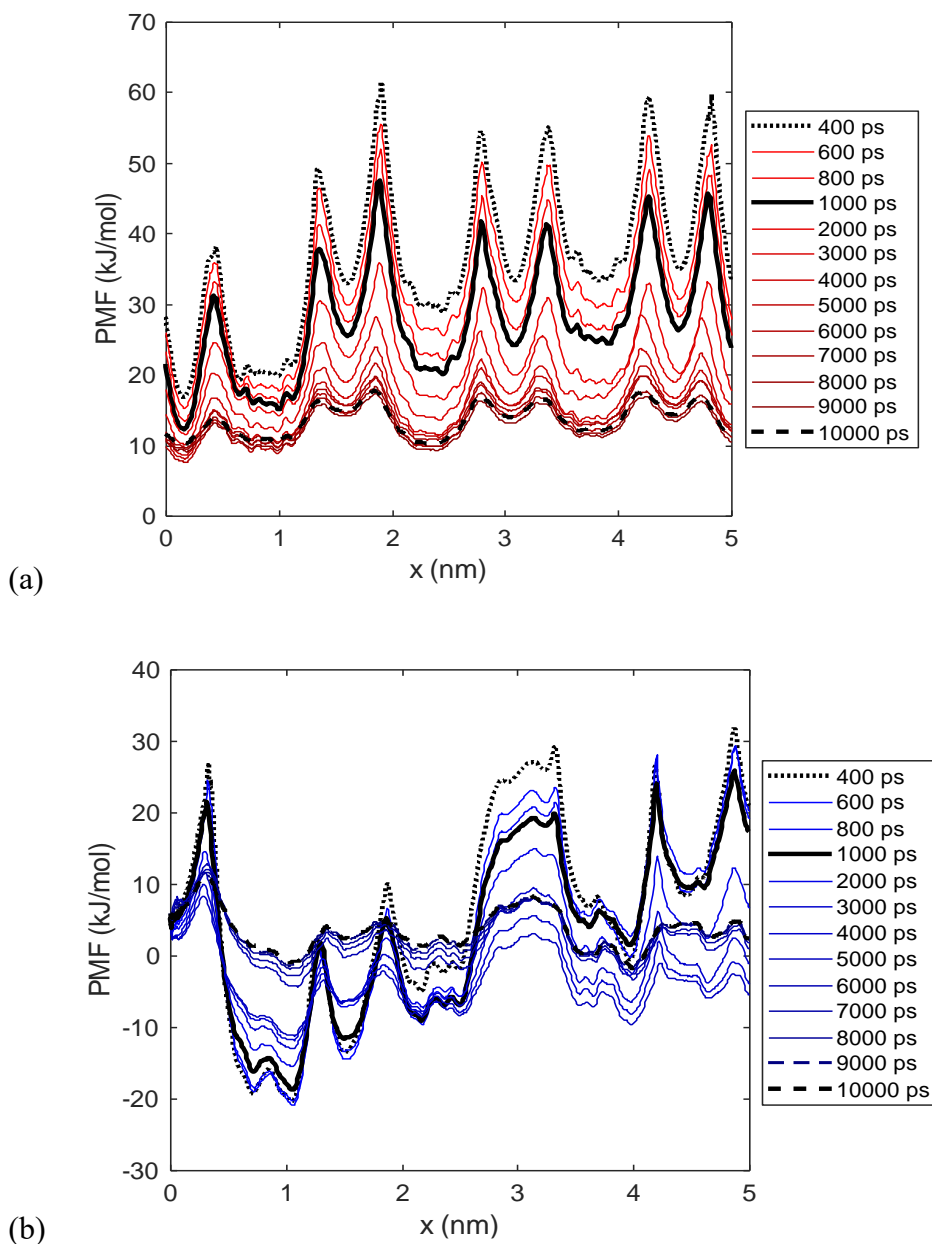 70
60
50
40
30
20
10
0
PMF (kJ/mol)
0 1 2 3 4 5
x (nm)
400 ps
600 ps
800 ps
1000 ps
2000 ps
3000 ps
4000 ps
5000 ps
6000 ps
7000 ps
8000 ps
9000 ps
10000 ps
(a)
40
30
20
10
0
-10
-20
-30
PMF (kJ/mol)
0 1 2 3 4 5
x (nm)
400 ps
600 ps
800 ps
1000 ps
2000 ps
3000 ps
4000 ps
5000 ps
6000 ps
7000 ps
8000 ps
9000 ps
10000 ps
(b)